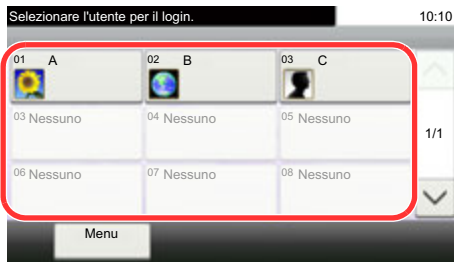 Selezionare l'utente per il login. 10:10
01 A 02 B 03 C
03 Nessuno 04 Nessuno 05 Nessuno
1/1
06 Nessuno 07 Nessuno 08 Nessuno
Menu